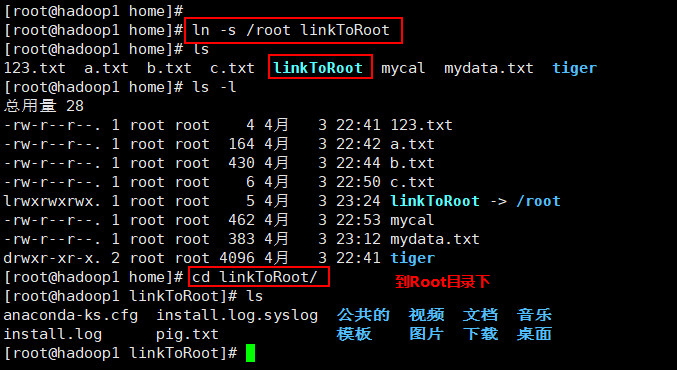 [root@hadoop1 home]#
[root@hadoop1 home]# ln -s /root linkToRoot
[root@hadoop1 home]# ls
123.txt  a.txt  b.txt  c.txt  linkToRoot  mycal  mydata.txt  tiger
[root@hadoop1 home]# ls -l
总用量 28
-rw-r--r--. 1 root root    4 4月   3 22:41 123.txt
-rw-r--r--. 1 root root  164 4月   3 22:42 a.txt
-rw-r--r--. 1 root root  430 4月   3 22:44 b.txt
-rw-r--r--. 1 root root    6 4月   3 22:50 c.txt
lrwxrwxrwx. 1 root root    5 4月   3 23:24 linkToRoot -> /root
-rw-r--r--. 1 root root  462 4月   3 22:53 mycal
-rw-r--r--. 1 root root  383 4月   3 23:12 mydata.txt
drwxr-xr-x. 2 root root 4096 4月   3 22:41 tiger
[root@hadoop1 home]# cd linkToRoot/ 到Root目录下
[root@hadoop1 linkToRoot]# ls
anaconda-ks.cfg  install.log.syslog  公共的  视频  文档  音乐
install.log      pig.txt             模板    图片  下载  桌面
[root@hadoop1 linkToRoot]#